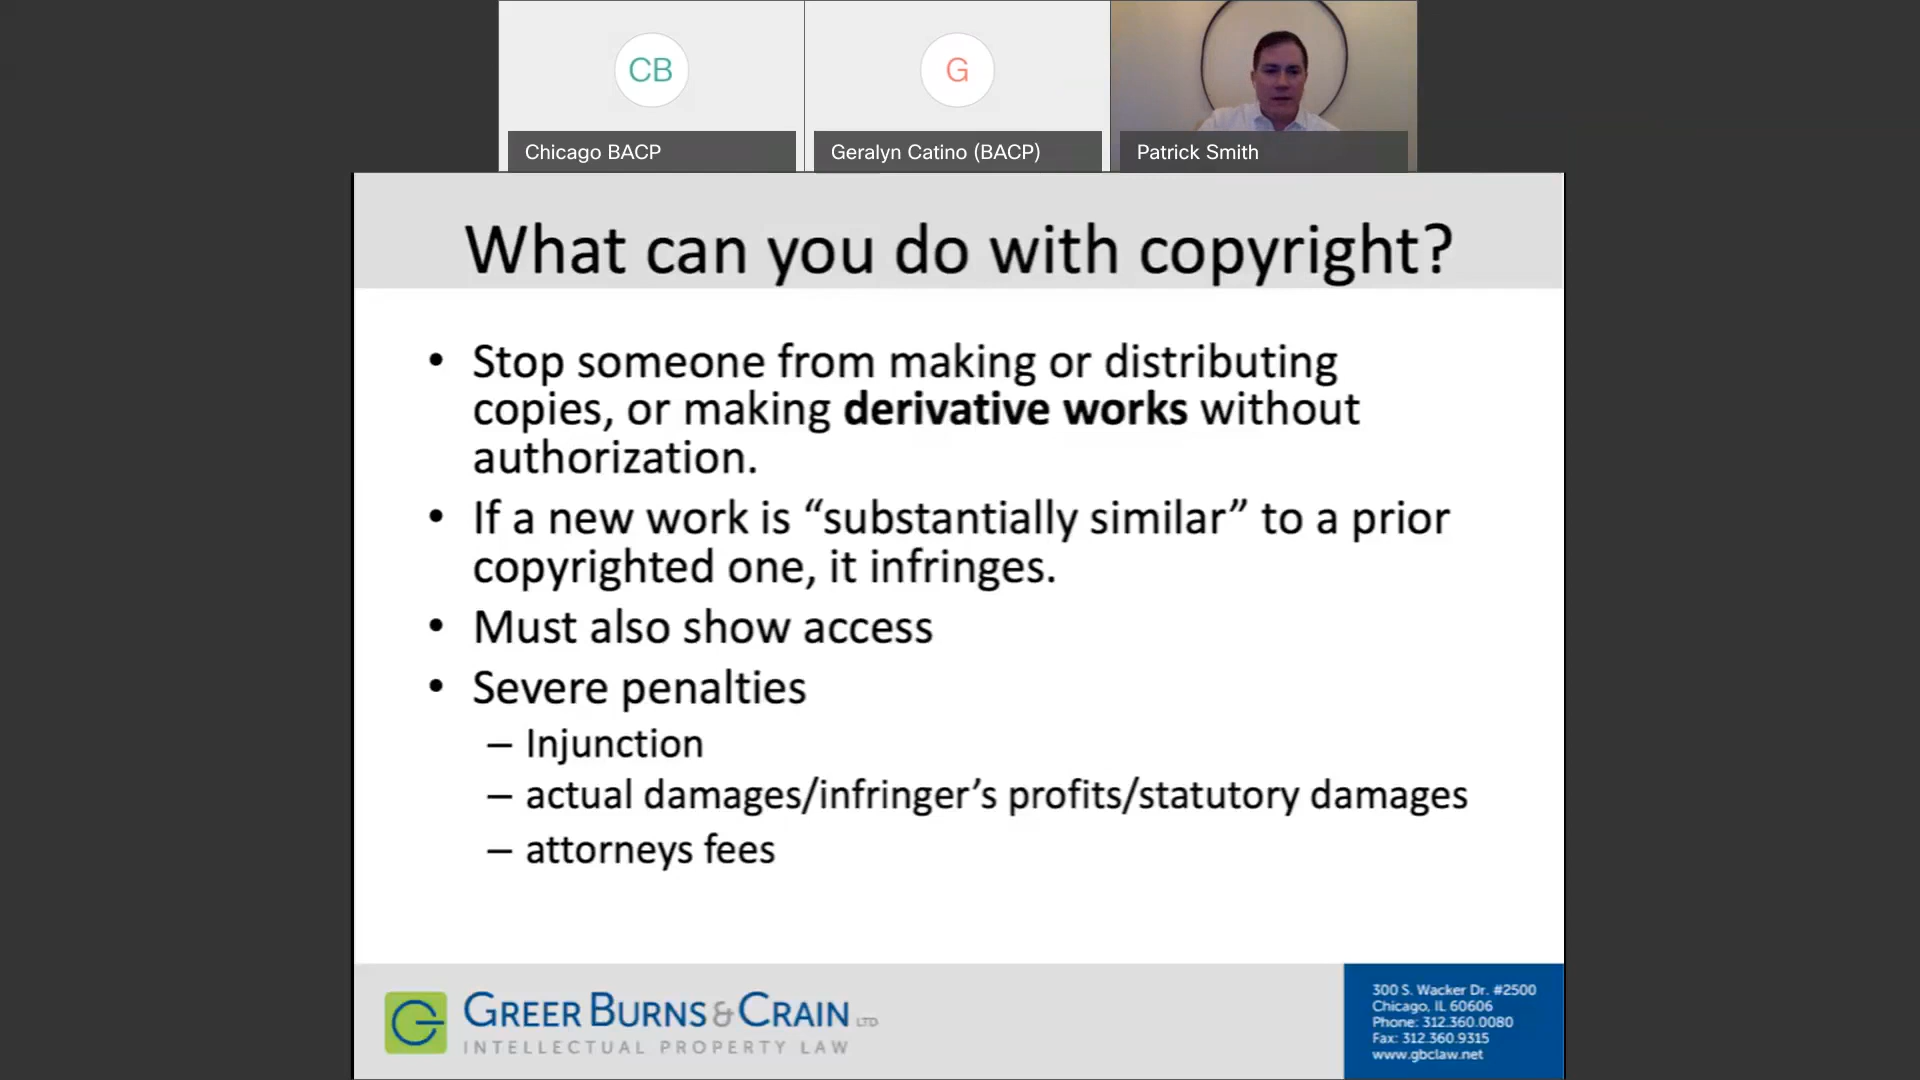 CB
G
Chicago BACP
Geralyn Catino (BACP)
Patrick Smith
What can you do with copyright?
• Stop someone from making or distributing
copies, or making derivative works without
authorization.
• If a new work is “substantially similar” to a prior
copyrighted one, it infringes.
• Must also show access
• Severe penalties
– Injunction
– actual damages/infringer’s profits/statutory damages
– attorneys fees
GREER BURNS & CRAIN LTD
INTELLECTUAL PROPERTY LAW
300 S. Wacker Dr. #2500
Chicago, IL 60606
Phone: 312.360.0080
Fax: 312.360.9315
www.gbclaw.net